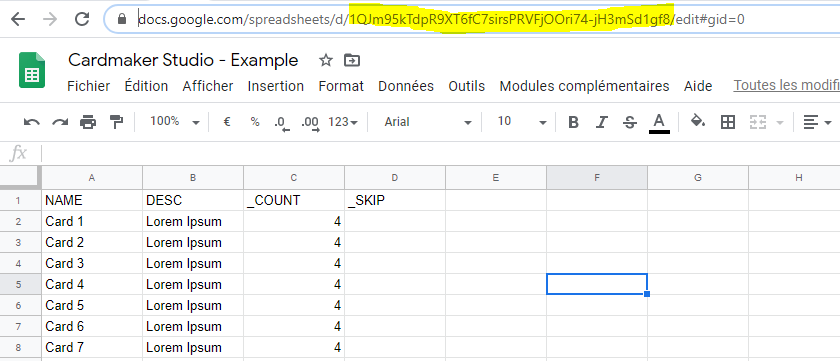 docs.google.com/spreadsheets/d/1QJm95kTdpR9XT6fC7sirsPRVFjOOri74-jH3mSd1gf8/edit#gid=0
Cardmaker Studio - Example
Fichier Édition Afficher Insertion Format Données Outils Modules complémentaires Aide Toutes les modifi
100% € % .0 .00 123 Arial 10 B I S A
fx
A B C D E F G H
1 NAME DESC _COUNT _SKIP
2 Card 1 Lorem Ipsum 4
3 Card 2 Lorem Ipsum 4
4 Card 3 Lorem Ipsum 4
5 Card 4 Lorem Ipsum 4
6 Card 5 Lorem Ipsum 4
7 Card 6 Lorem Ipsum 4
8 Card 7 Lorem Ipsum 4